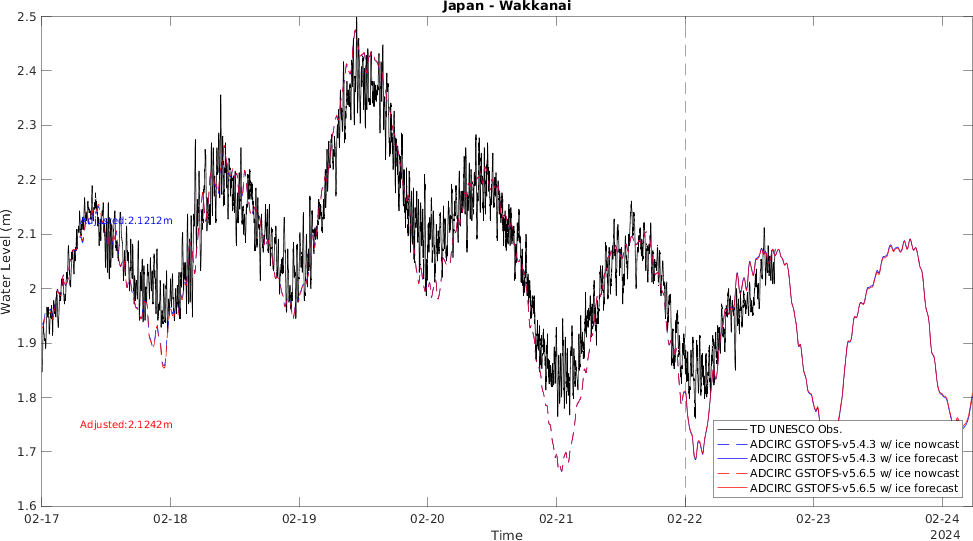 Japan - Wakkanai
Water Level (m)
2.5
2.4
2.3
2.2
2.1
2
1.9
1.8
1.7
1.6
Adjusted:2.1212m
Adjusted:2.1242m
TD UNESCO Obs.
ADCIRC GSTOFS-v5.4.3 w/ ice nowcast
ADCIRC GSTOFS-v5.4.3 w/ ice forecast
ADCIRC GSTOFS-v5.6.5 w/ ice nowcast
ADCIRC GSTOFS-v5.6.5 w/ ice forecast
02-17 02-18 02-19 02-20 02-21 02-22 02-23 02-24
Time
2024